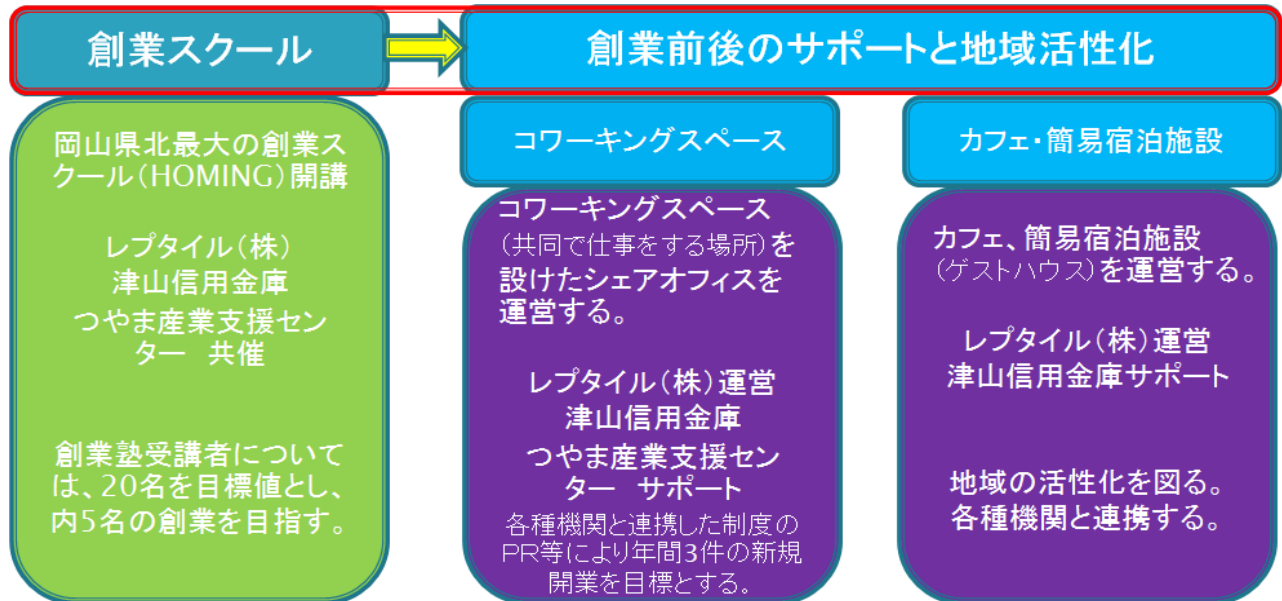 創業スクール
創業前後のサポートと地域活性化
岡山県北最大の創業ス
クール(HOMING)開講
レプタイル(株)
津山信用金庫
つやま産業支援セン
ター 共催
創業塾受講者について
は、20名を目標値とし、
内5名の創業を目指す。
コワーキングスペース
コワーキングスペース
(共同で仕事をする場所)を
設けたシェアオフィスを
運営する。
レプタイル(株)運営
津山信用金庫
つやま産業支援セン
ター サポート
各種機関と連携した制度の
PR等により年間3件の新規
開業を目標とする。
カフェ・簡易宿泊施設
カフェ、簡易宿泊施設
(ゲストハウス)を運営する。
レプタイル(株)運営
津山信用金庫サポート
地域の活性化を図る。
各種機関と連携する。